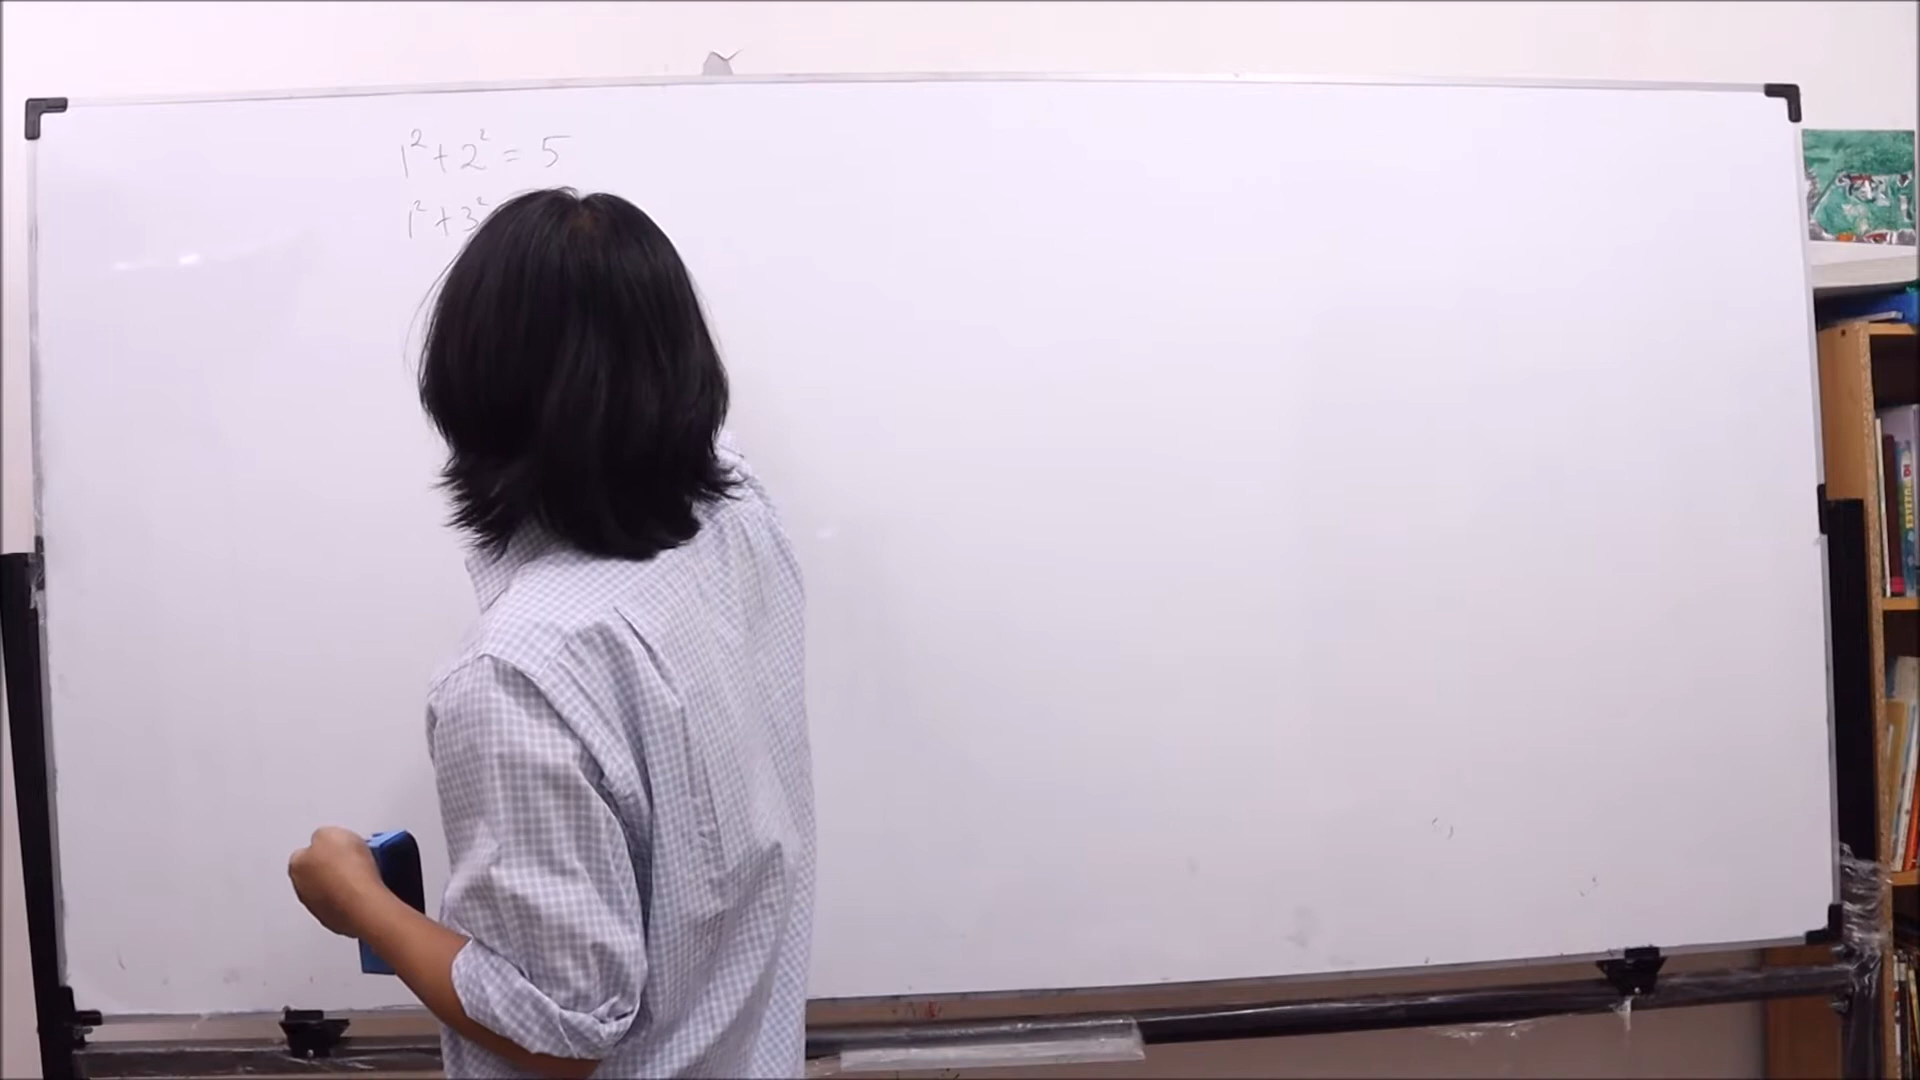 1² + 2² = 5
1² + 3²